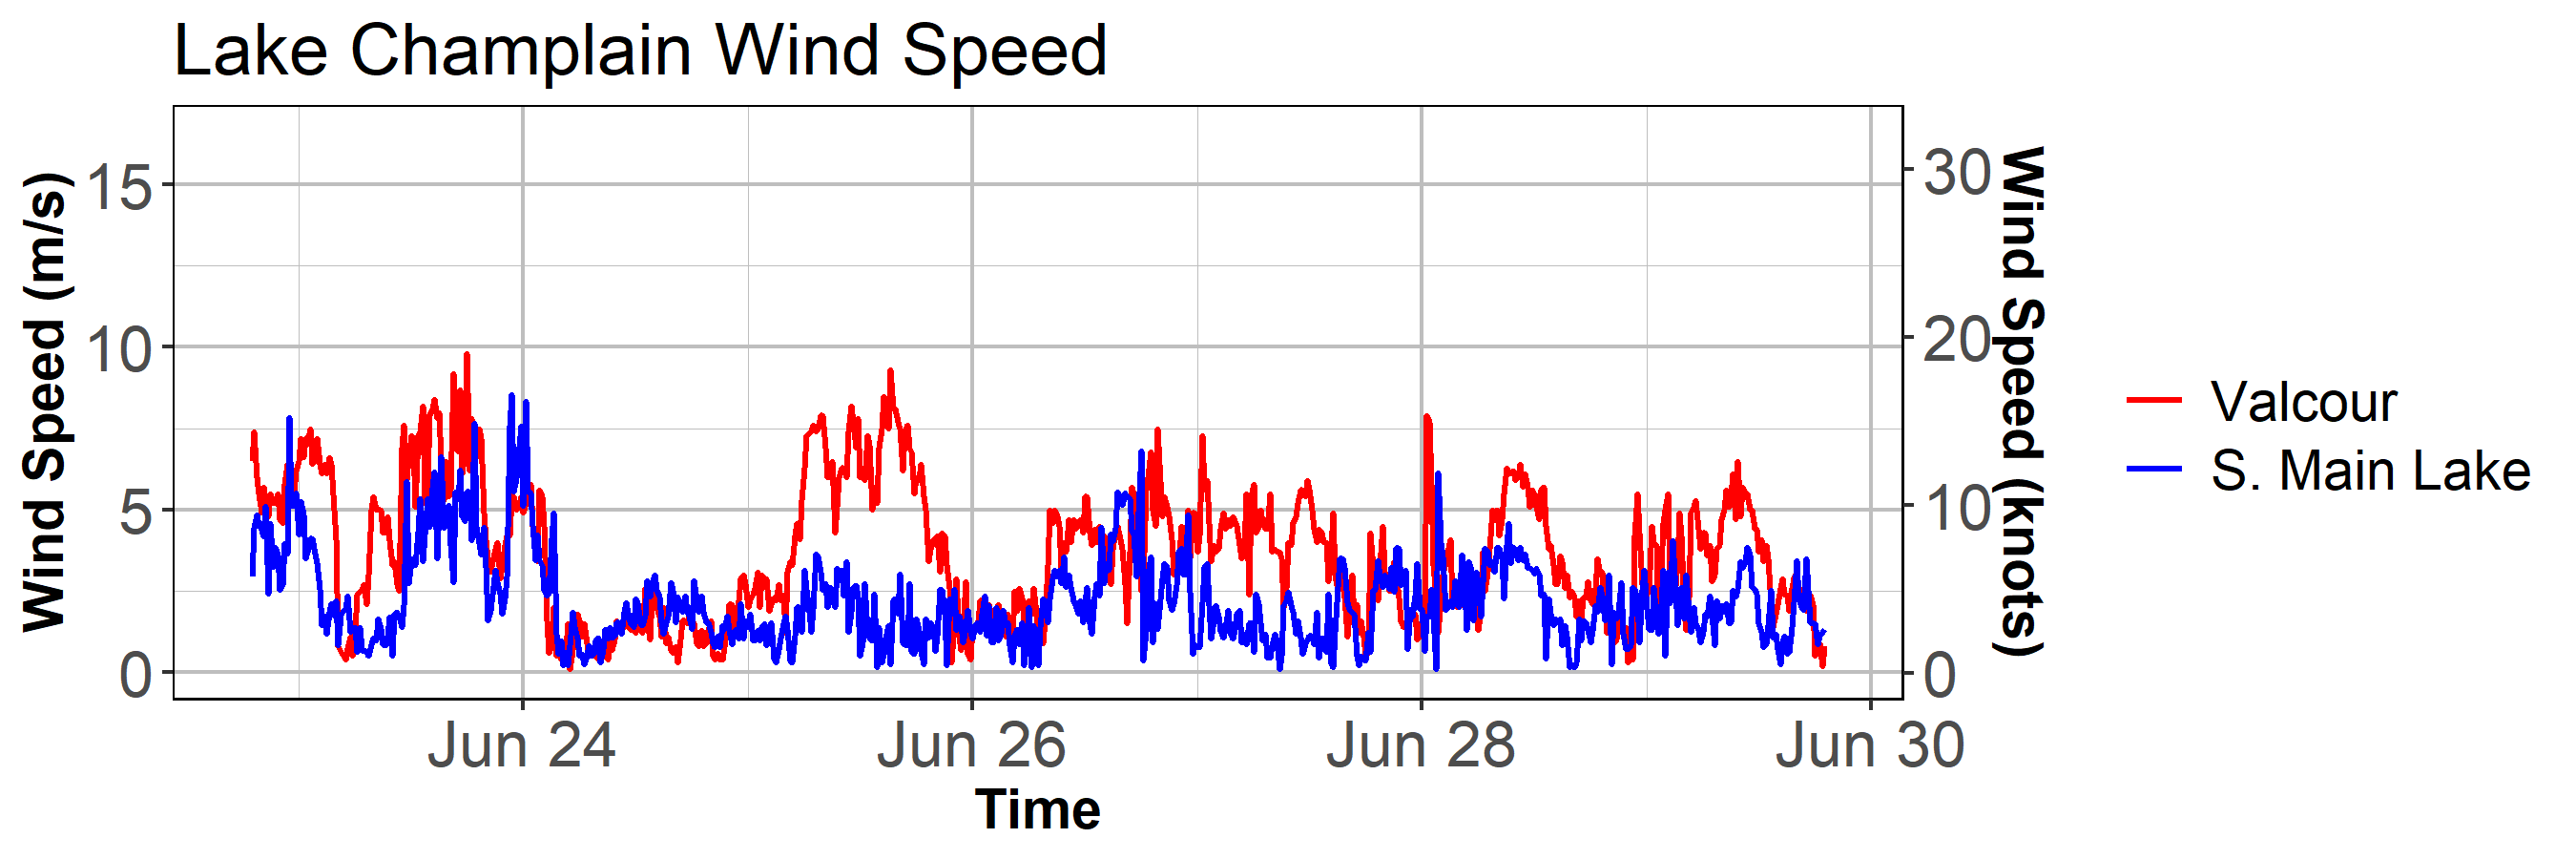 Lake Champlain Wind Speed
Wind Speed (m/s)
15
10
5
0
30
20
10
0
Wind Speed (knots)
Jun 24
Jun 26
Jun 28
Jun 30
Time
Valcour
S. Main Lake